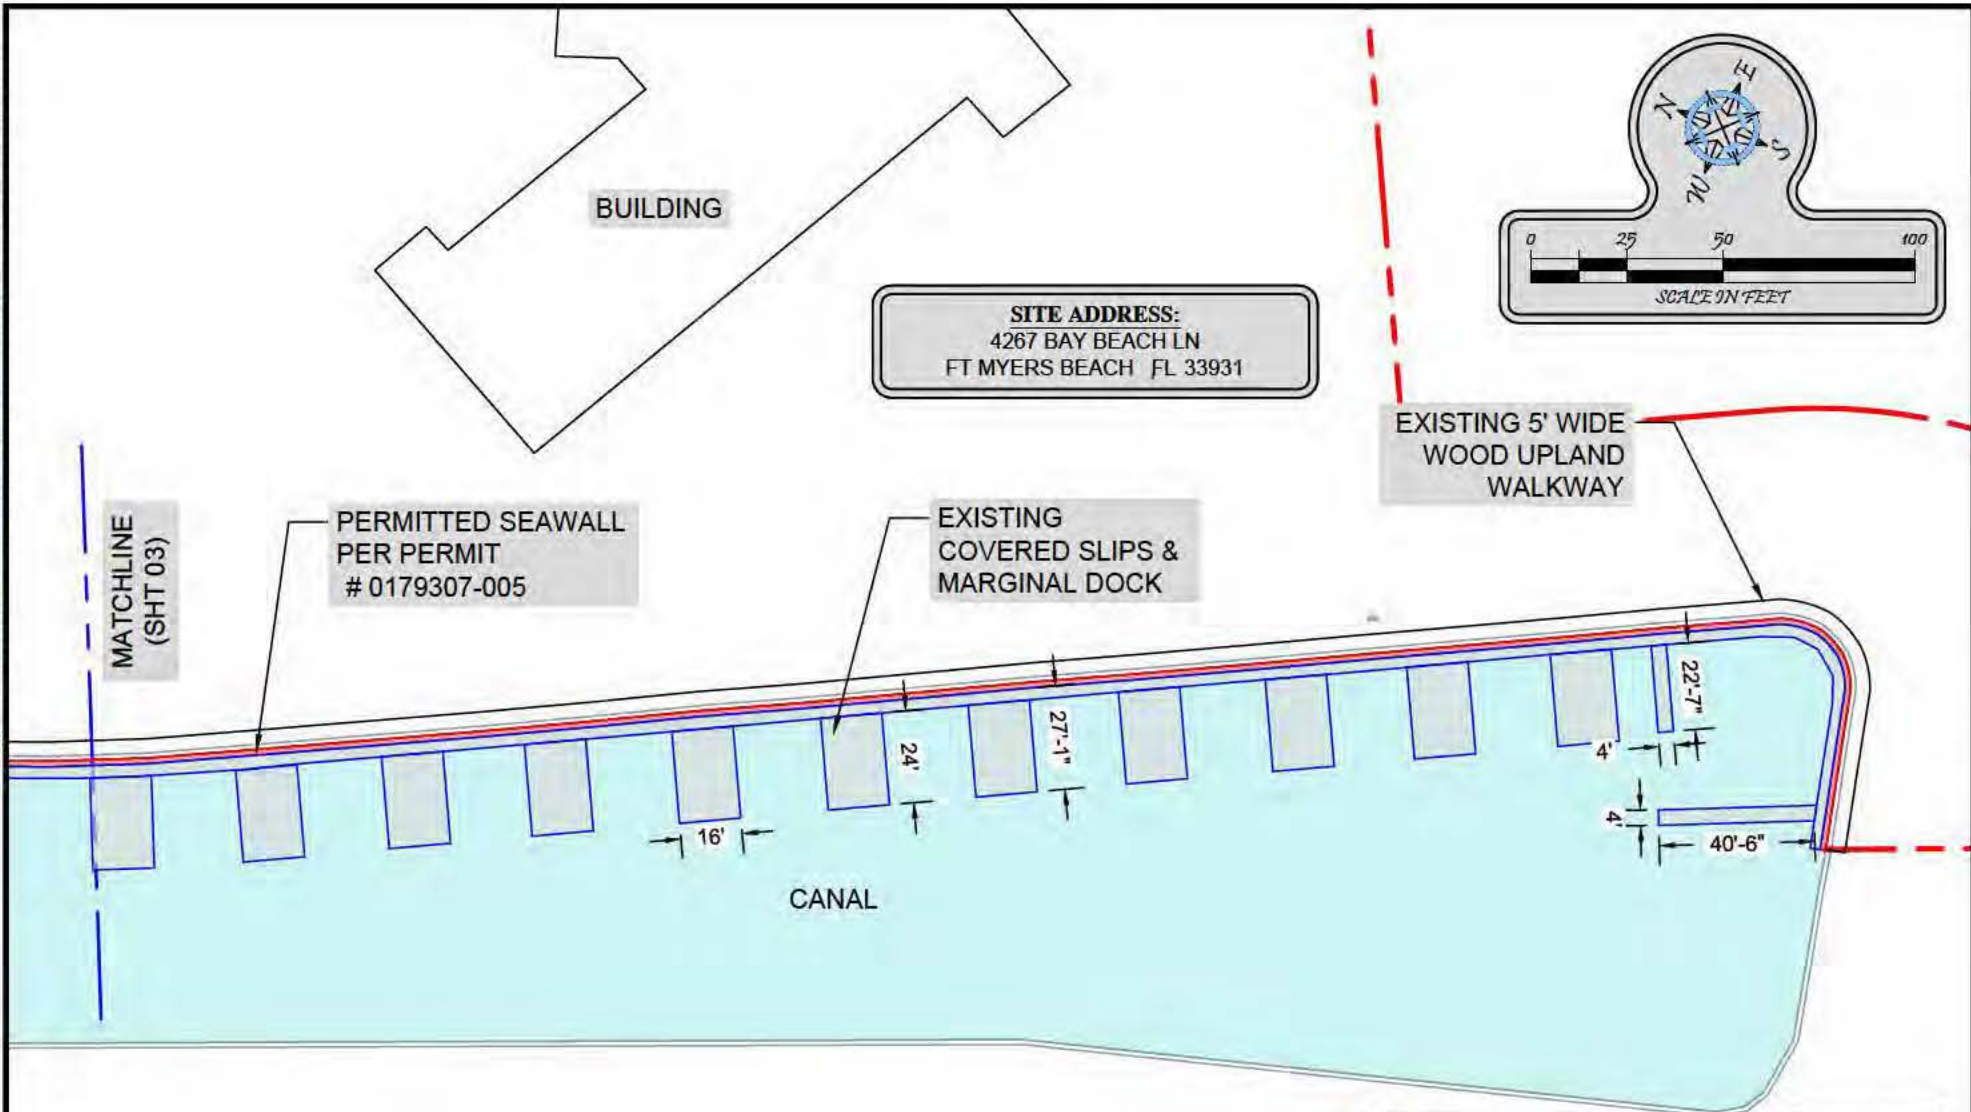 E
N
S
W
0 25 50 100
SCALE IN FEET
BUILDING
SITE ADDRESS:
4267 BAY BEACH LN
FT MYERS BEACH FL 33931
EXISTING 5' WIDE
WOOD UPLAND
WALKWAY
MATCHLINE
(SHT 03)
PERMITTED SEAWALL
PER PERMIT
# 0179307-005
EXISTING
COVERED SLIPS &
MARGINAL DOCK
22'-7"
27'-1"
24'
4'
16'
4'
40'-6"
CANAL